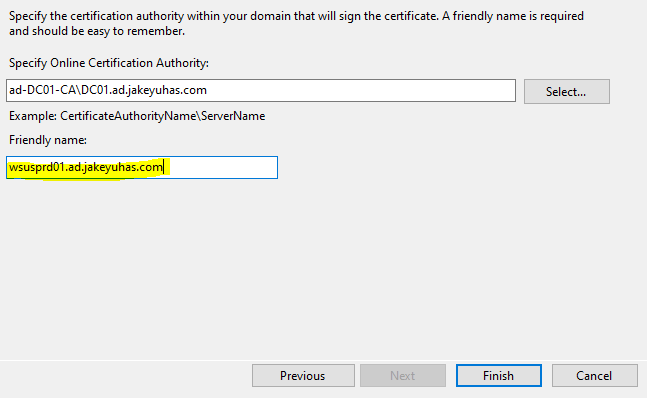 Specify the certification authority within your domain that will sign the certificate. A friendly name is required
and should be easy to remember.
Specify Online Certification Authority:
ad-DC01-CA\DC01.ad.jakeyuhas.com
Select...
Example: CertificateAuthorityName\ServerName
Friendly name:
wsusprd01.ad.jakeyuhas.com
Previous
Next
Finish
Cancel